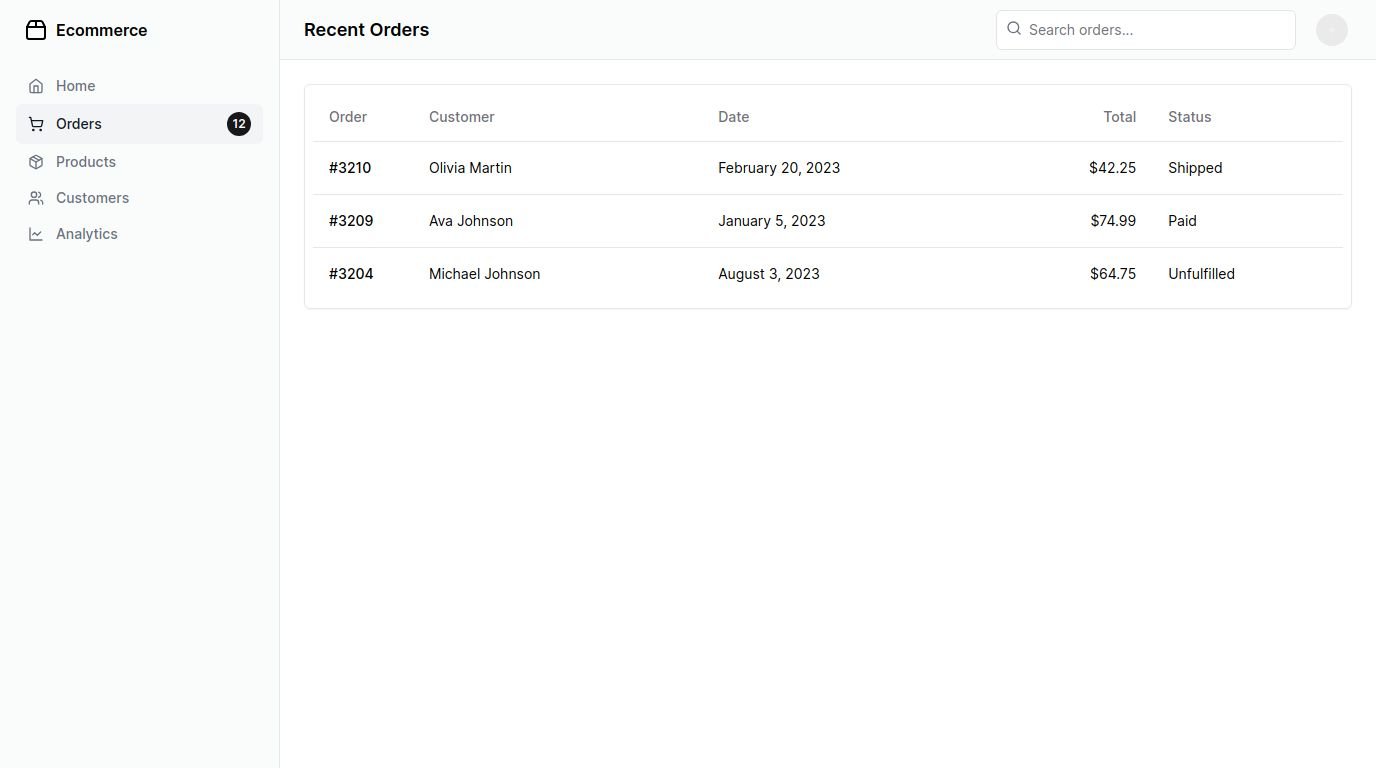 Ecommerce
Home
Orders 12
Products
Customers
Analytics
Recent Orders
Search orders...
Order Customer Date Total Status
#3210 Olivia Martin February 20, 2023 $42.25 Shipped
#3209 Ava Johnson January 5, 2023 $74.99 Paid
#3204 Michael Johnson August 3, 2023 $64.75 Unfulfilled